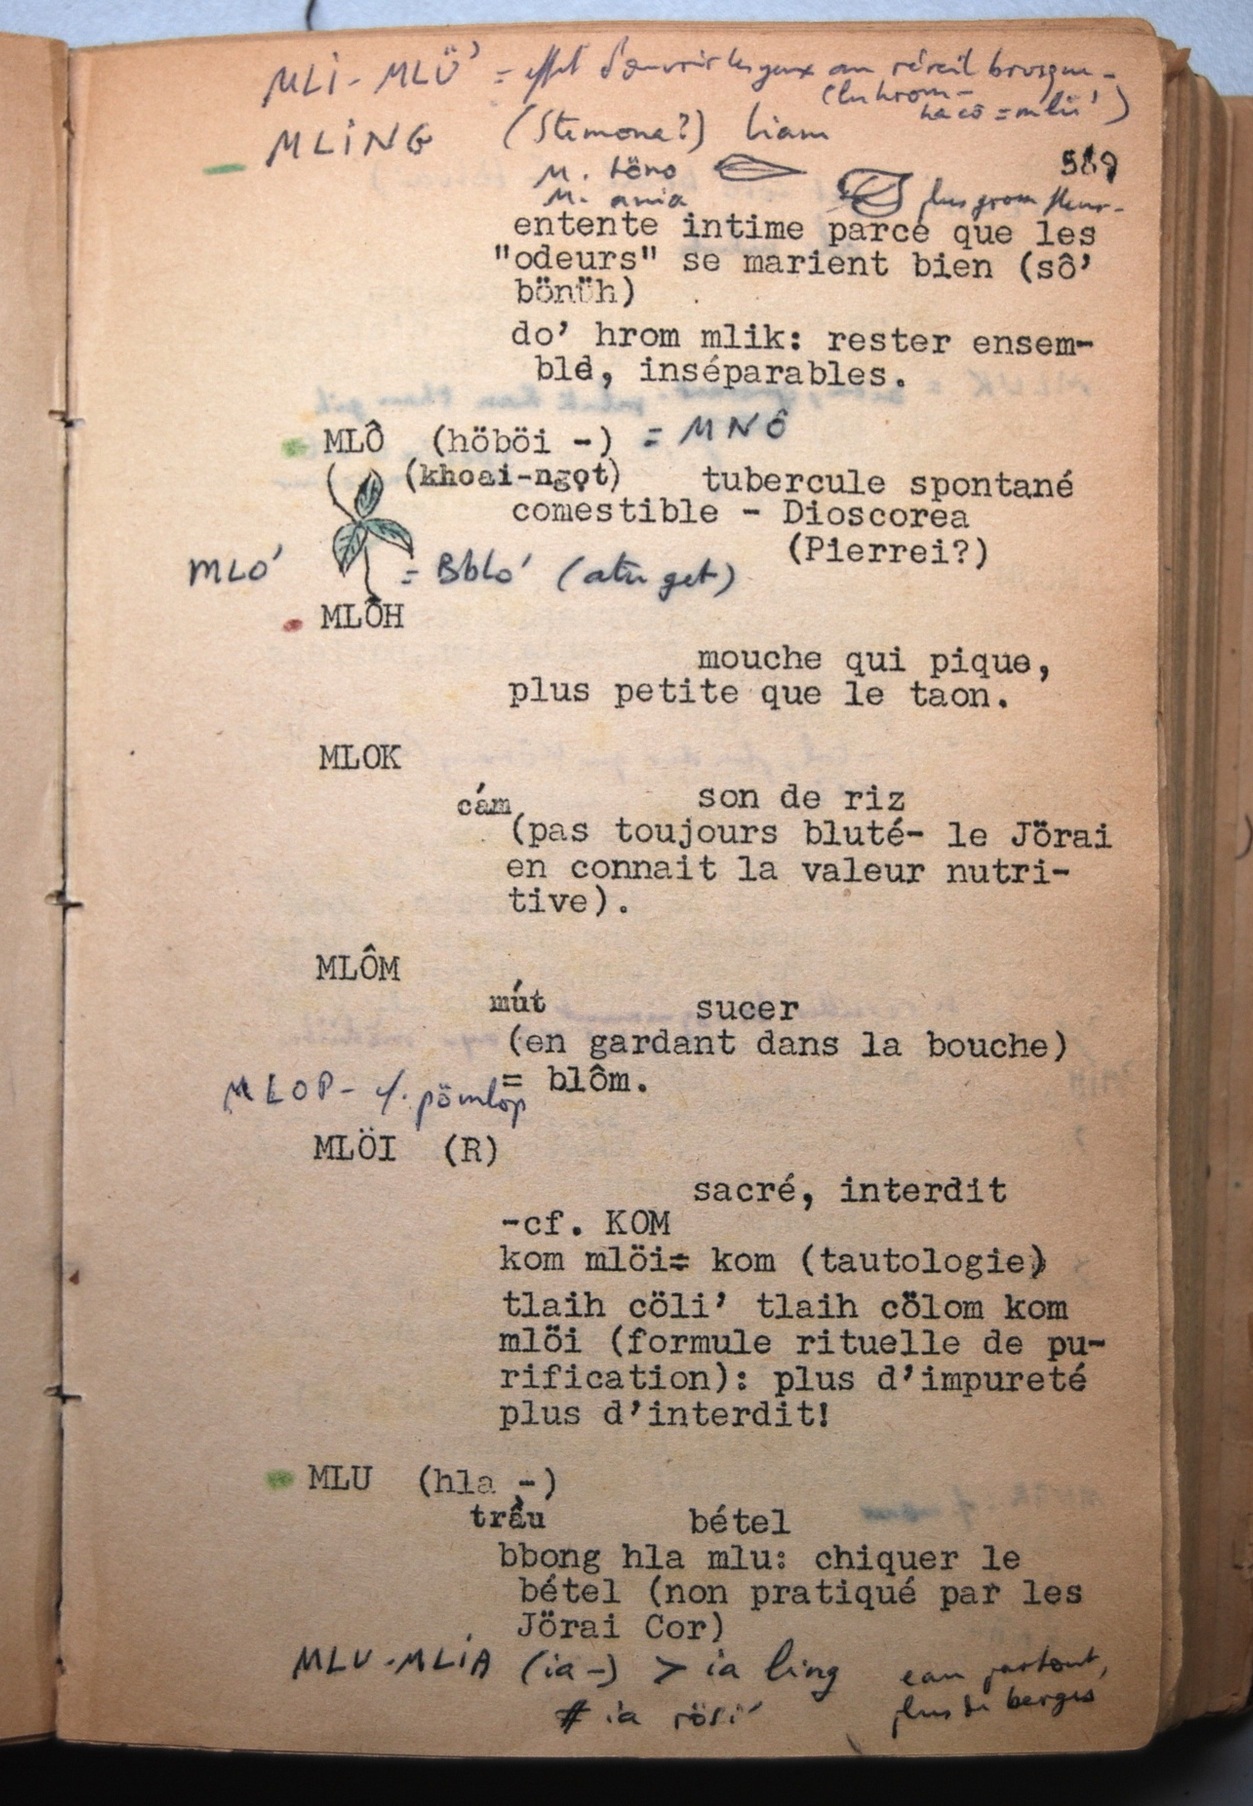 MLI - MLŬ' = effet d'ouvrir les yeux au réveil brusque -
(lu hrom -
ha cô = mlŭ')
MLING (Stemona?) liam
589
M. töno
M. ania plus grosse fleur -
entente intime parce que les
"odeurs" se marient bien (sô'
bönŭh)
do' hrom mlik: rester ensem-
ble, inséparables.
MLÔ (höböi -) = MNÔ
(khoai-ngọt) tubercule spontané
comestible - Dioscorea
(Pierrei?)
MLO' = Bblo' (atŭ get)
MLÔH
mouche qui pique,
plus petite que le taon.
MLOK
cám son de riz
(pas toujours bluté- le Jörai
en connait la valeur nutri-
tive).
MLÔM
mút sucer
(en gardant dans la bouche)
= blôm.
MLOP - cf. pömlop
MLÖI (R)
sacré, interdit
-cf. KOM
kom mlöi= kom (tautologie)
tlaih cöli' tlaih cölom kom
mlöi (formule rituelle de pu-
rification): plus d'impureté
plus d'interdit!
MLU (hla -)
trầu bétel
bbong hla mlu: chiquer le
bétel (non pratiqué par les
Jörai Cor)
MLU-MLIA (ia -) > ia ling eau partout,
≠ ia rösi' plus de berges